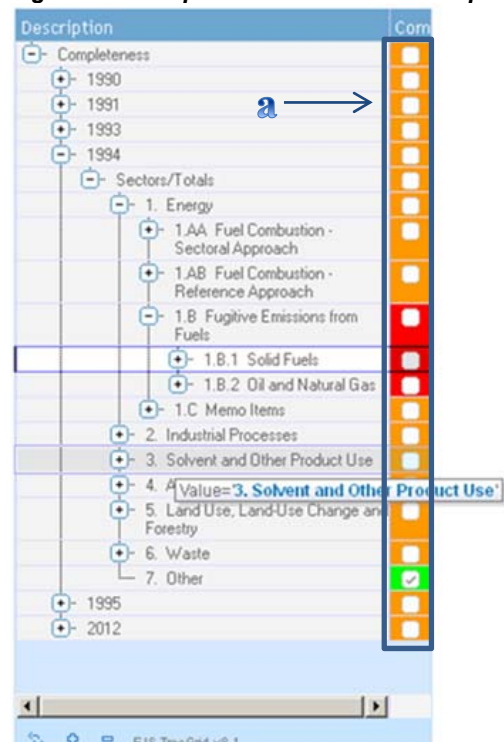 Description Com
Completeness
1990
1991
a
1993
1994
Sectors/Totals
1. Energy
1.AA Fuel Combustion -
Sectoral Approach
1.AB Fuel Combustion -
Reference Approach
1.B Fugitive Emissions from
Fuels
1.B.1 Solid Fuels
1.B.2 Oil and Natural Gas
1.C Memo Items
2. Industrial Processes
3. Solvent and Other Product Use
4. A
Value='3. Solvent and Other Product Use'
5. Land Use, Land-Use Change and
Forestry
6. Waste
7. Other
1995
2012